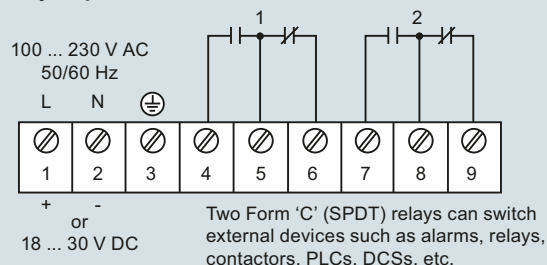 1 2
100 ... 230 V AC
50/60 Hz
L N
1 2 3 4 5 6 7 8 9
+ -
or
18 ... 30 V DC
Two Form ‘C’ (SPDT) relays can switch
external devices such as alarms, relays,
contactors, PLCs, DCSs, etc.